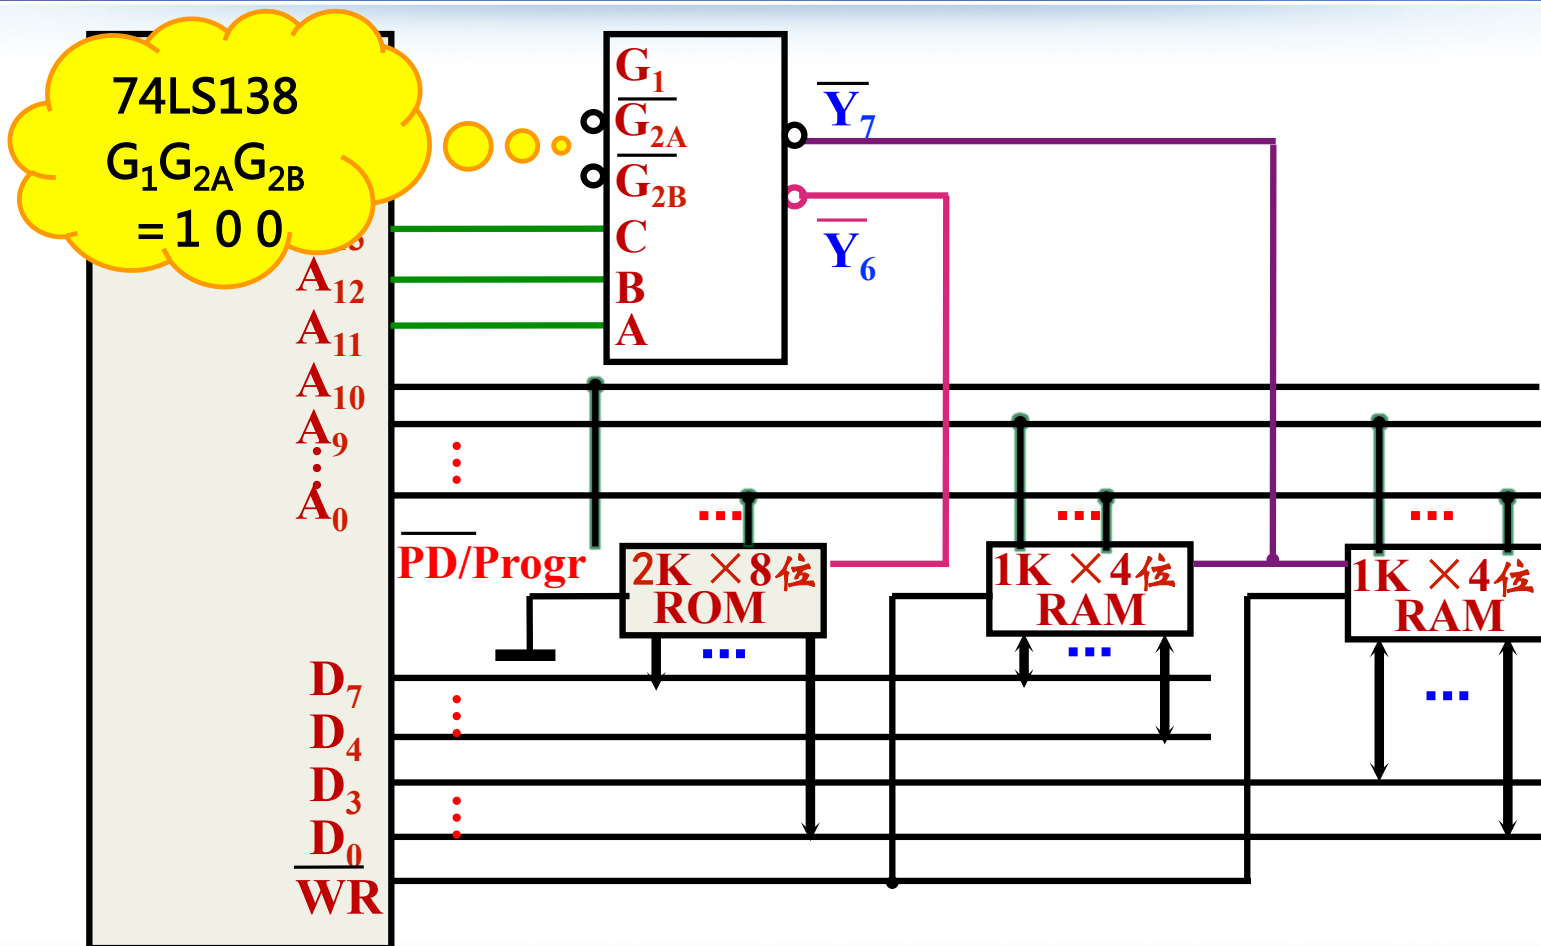 74LS138
G₁G₂AG₂B
= 1 0 0
G₁
G₂A
G₂B
C
B
A
Y₇
Y₆
A₁₂
A₁₁
A₁₀
A₉
A₀
PD/Progr
2K ×8位
ROM
1K ×4位
RAM
1K ×4位
RAM
D₇
D₄
D₃
D₀
WR